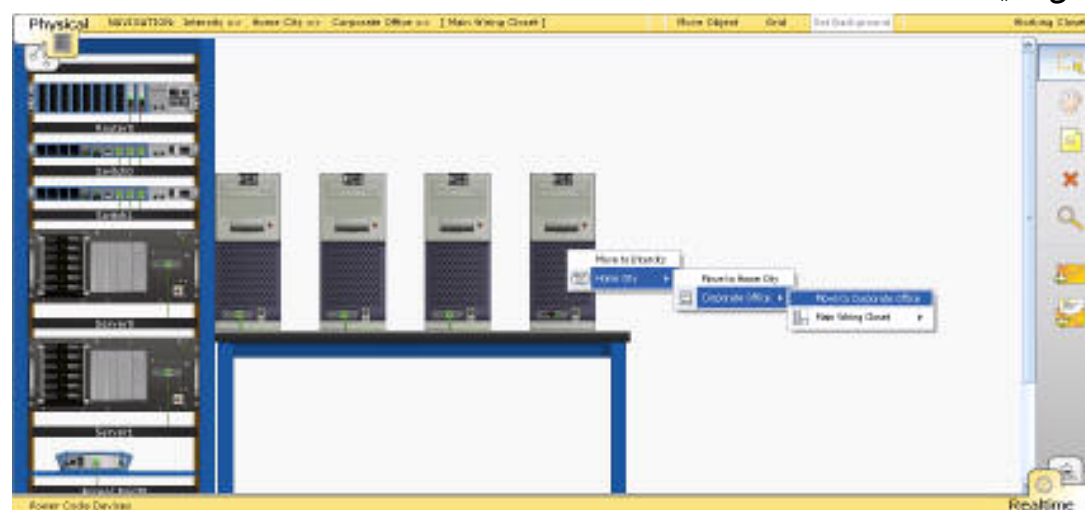 Physical NAVIGATION: Intercity >> Home City >> Corporate Office >> [ Main Wiring Closet ] Move Object Grid Set Background Working Closet
Router0
Switch0
Switch1
Server0
Server1
Move to Intercity
Home City
Move to Home City
Corporate Office
Move to Corporate Office
Main Wiring Closet
Power Cycle Devices
Realtime